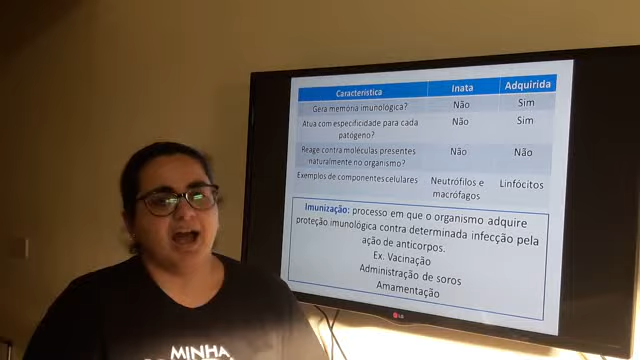 Característica Inata Adquirida
Gera memória imunológica? Não Sim
Atua com especificidade para cada Não Sim
patógeno?
Reage contra moléculas presentes Não Não
naturalmente no organismo?
Exemplos de componentes celulares Neutrófilos e Linfócitos
macrófagos
Imunização: processo em que o organismo adquire
proteção imunológica contra determinada infecção pela
ação de anticorpos.
Ex. Vacinação
Administração de soros
Amamentação
LG
MINHA